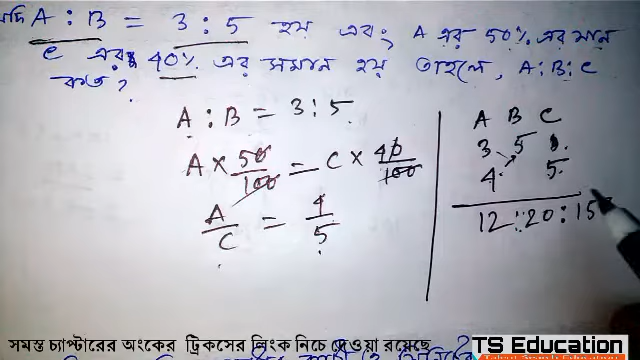 যদি A : B = 3 : 5 হয় এবং, A এর 50% এর মান
C এর 40% এর সমান হয় তাহলে, A:B:C
কত?
A : B = 3 : 5
A × 50/100 = C × 40/100
A/C = 4/5
A B C
3 5
4 5
12 : 20 : 15
সমস্ত চ্যাপ্টারের অংকের ট্রিকসের লিংক নিচে দেওয়া রয়েছে
TS Education